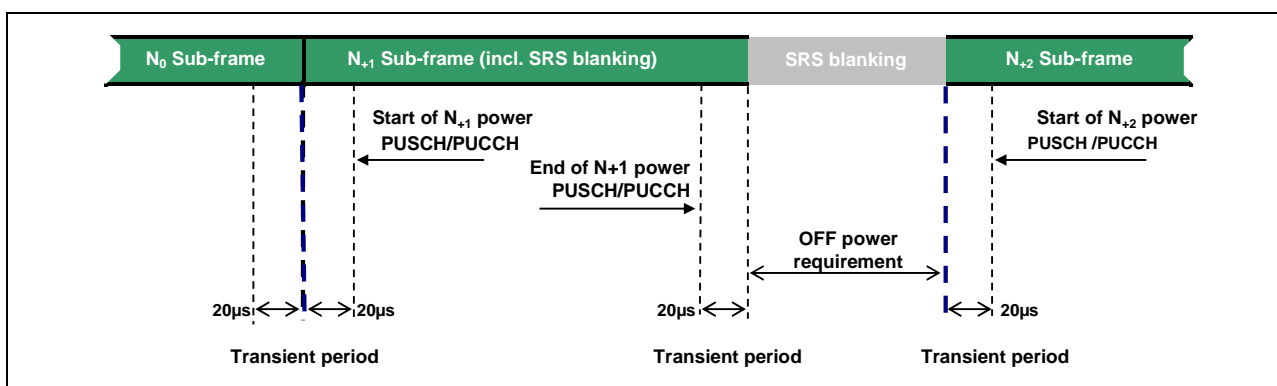 N0 Sub-frame
N+1 Sub-frame (incl. SRS blanking)
SRS blanking
N+2 Sub-frame
Start of N+1 power
PUSCH/PUCCH
End of N+1 power
PUSCH/PUCCH
Start of N+2 power
PUSCH /PUCCH
OFF power
requirement
20µs
20µs
20µs
20µs
Transient period
Transient period
Transient period